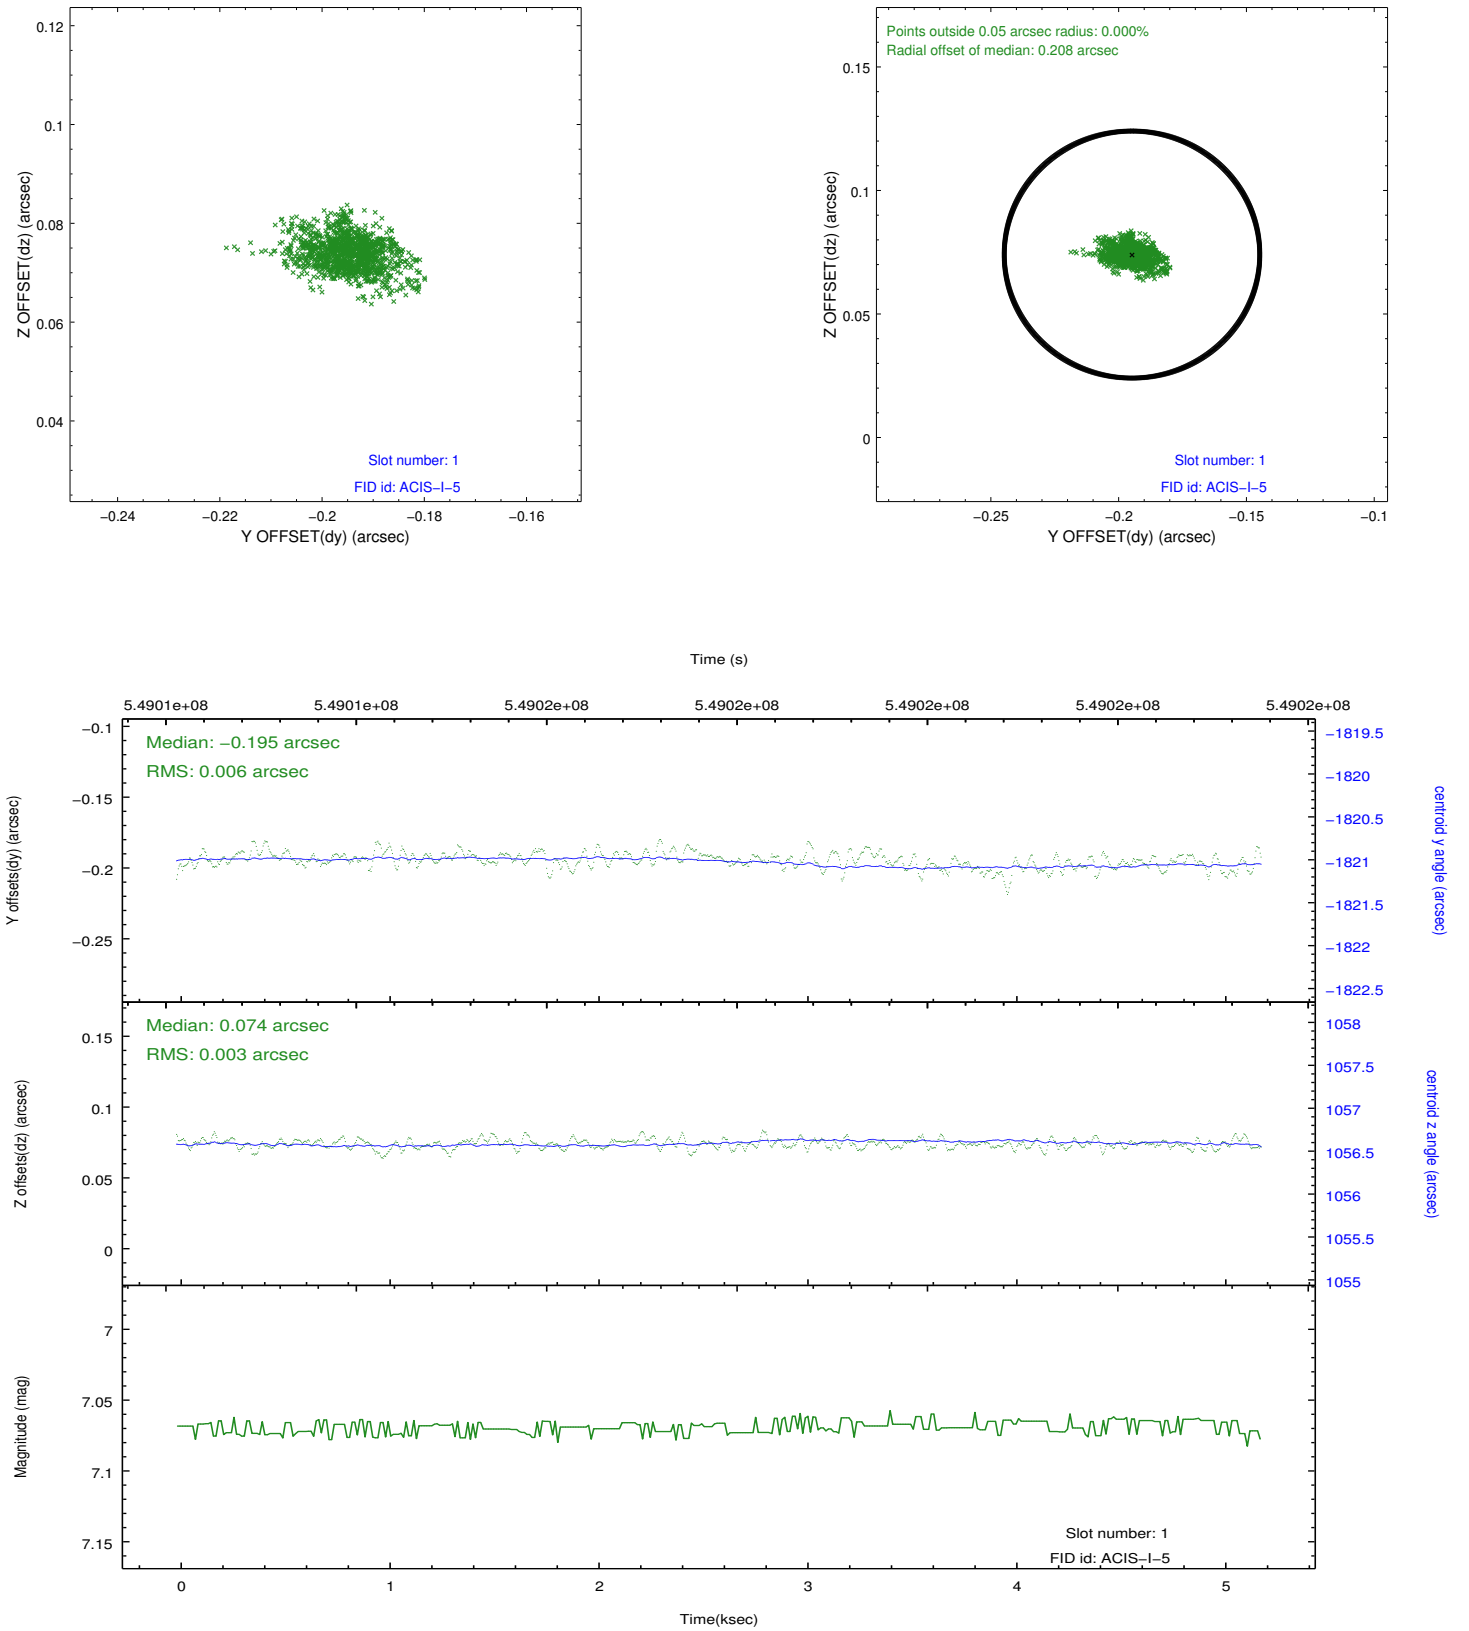 0.12
0.1
0.08
0.06
0.04
Z OFFSET(dz) (arcsec)
Slot number: 1
FID id: ACIS−I−5
−0.24 −0.22 −0.2 −0.18 −0.16
Y OFFSET(dy) (arcsec)
Points outside 0.05 arcsec radius: 0.000%
Radial offset of median: 0.208 arcsec
0.15
0.1
0.05
0
Z OFFSET(dz) (arcsec)
Slot number: 1
FID id: ACIS−I−5
−0.25 −0.2 −0.15 −0.1
Y OFFSET(dy) (arcsec)
Time (s)
5.4901e+08 5.4901e+08 5.4902e+08 5.4902e+08 5.4902e+08 5.4902e+08 5.4902e+08
Median: −0.195 arcsec
RMS: 0.006 arcsec
−0.1
−0.15
−0.2
−0.25
Y offsets(dy) (arcsec)
−1819.5
−1820
−1820.5
−1821
−1821.5
−1822
−1822.5
centroid y angle (arcsec)
Median: 0.074 arcsec
RMS: 0.003 arcsec
0.15
0.1
0.05
0
Z offsets(dz) (arcsec)
1058
1057.5
1057
1056.5
1056
1055.5
1055
centroid z angle (arcsec)
7
7.05
7.1
7.15
Magnitude (mag)
Slot number: 1
FID id: ACIS−I−5
0 1 2 3 4 5
Time(ksec)